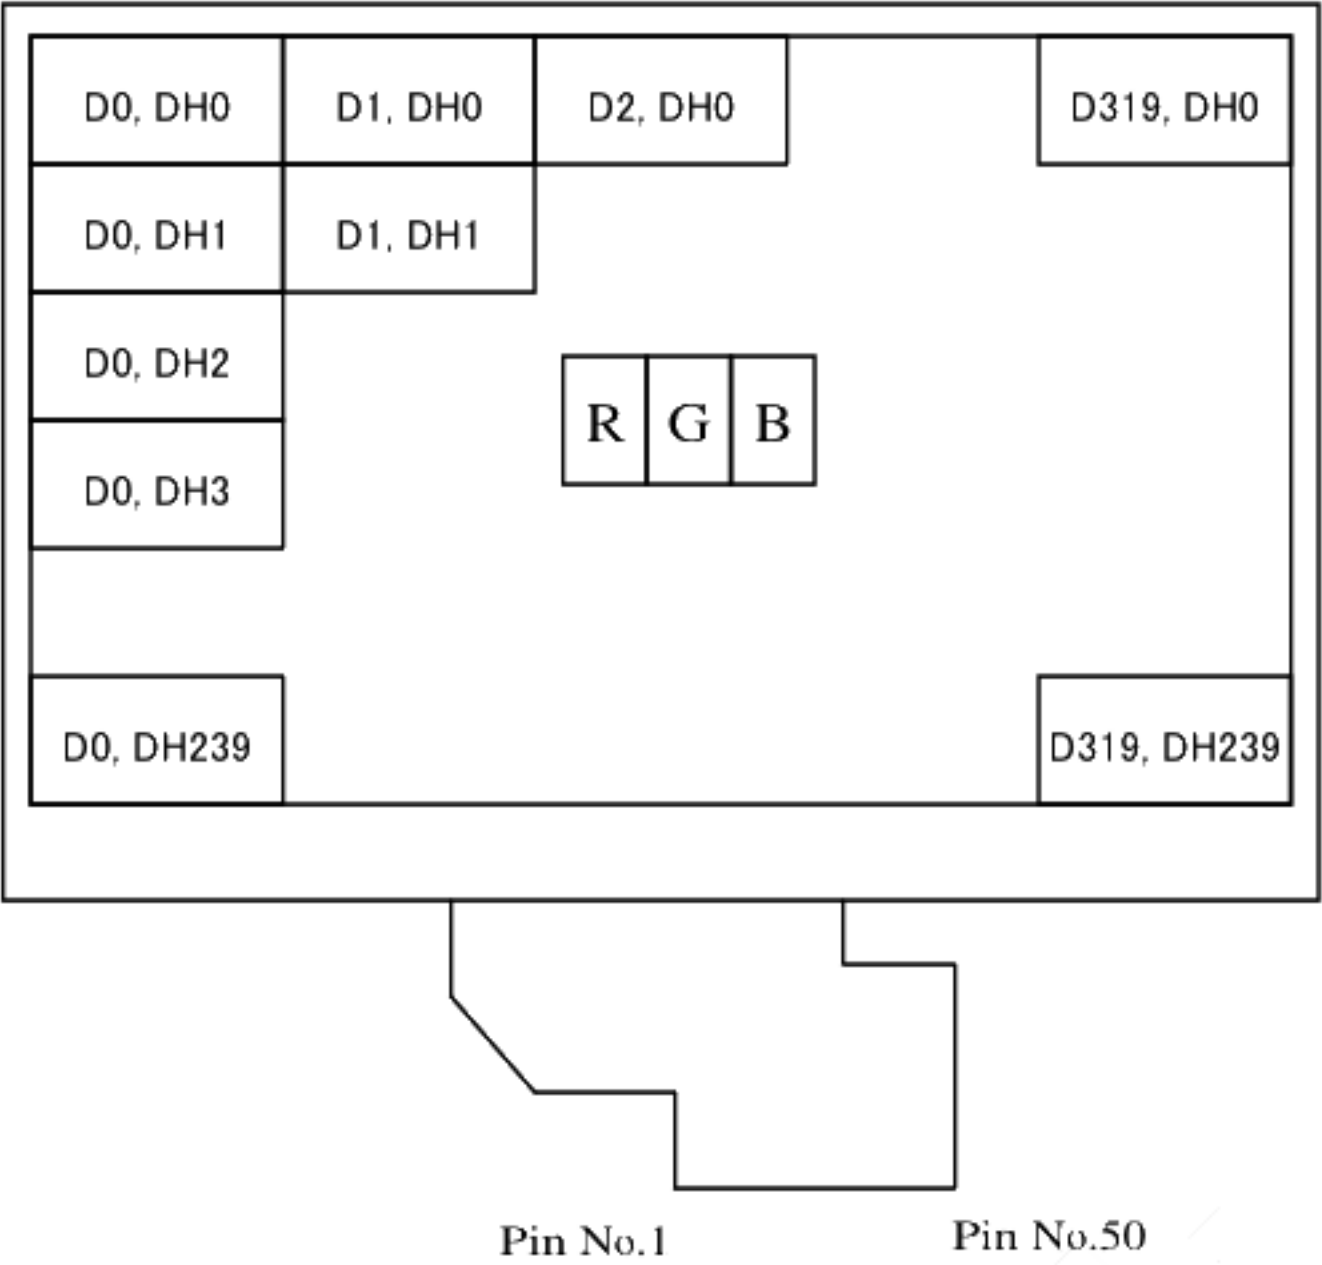 D0, DH0 D1, DH0 D2, DH0 D319, DH0
D0, DH1 D1, DH1
D0, DH2
R G B
D0, DH3
D0, DH239 D319, DH239
Pin No.1 Pin No.50